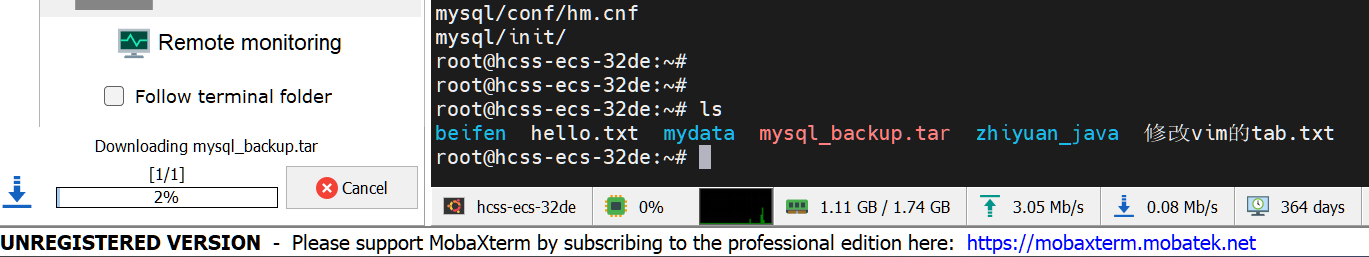 Remote monitoring
Follow terminal folder
Downloading mysql_backup.tar
[1/1]
2%
Cancel
mysql/conf/hm.cnf
mysql/init/
root@hcss-ecs-32de:~#
root@hcss-ecs-32de:~#
root@hcss-ecs-32de:~# ls
beifen hello.txt mydata mysql_backup.tar zhiyuan_java 修改vim的tab.txt
root@hcss-ecs-32de:~#
hcss-ecs-32de 0% 1.11 GB / 1.74 GB 3.05 Mb/s 0.08 Mb/s 364 days
UNREGISTERED VERSION - Please support MobaXterm by subscribing to the professional edition here: https://mobaxterm.mobatek.net